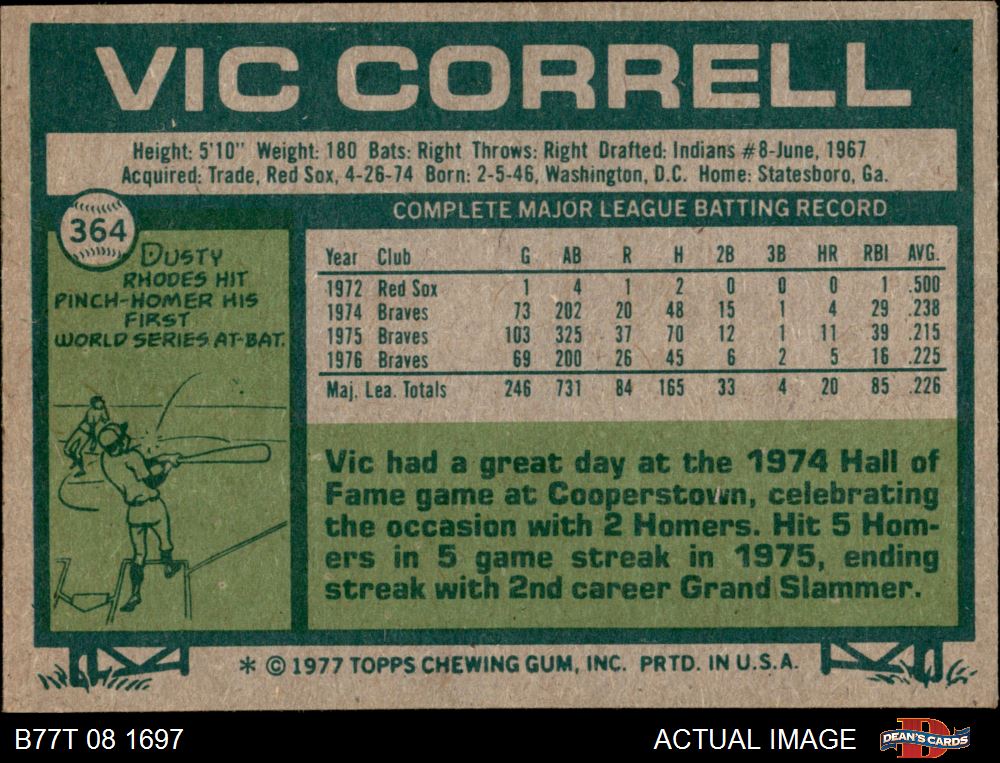 VIC CORRELL
Height: 5'10" Weight: 180 Bats: Right Throws: Right Drafted: Indians #8-June, 1967
Acquired: Trade, Red Sox, 4-26-74 Born: 2-5-46, Washington, D.C. Home: Statesboro, Ga.
364
DUSTY
RHODES HIT
PINCH-HOMER HIS
FIRST
WORLD SERIES AT-BAT.
COMPLETE MAJOR LEAGUE BATTING RECORD
Year Club G AB R H 2B 3B HR RBI AVG.
1972 Red Sox 1 4 1 2 0 0 0 1 .500
1974 Braves 73 202 20 48 15 1 4 29 .238
1975 Braves 103 325 37 70 12 1 11 39 .215
1976 Braves 69 200 26 45 6 2 5 16 .225
Maj. Lea. Totals 246 731 84 165 33 4 20 85 .226
Vic had a great day at the 1974 Hall of
Fame game at Cooperstown, celebrating
the occasion with 2 Homers. Hit 5 Hom-
ers in 5 game streak in 1975, ending
streak with 2nd career Grand Slammer.
* © 1977 TOPPS CHEWING GUM, INC. PRTD. IN U.S.A.
B77T 08 1697
ACTUAL IMAGE
D
DEAN'S CARDS